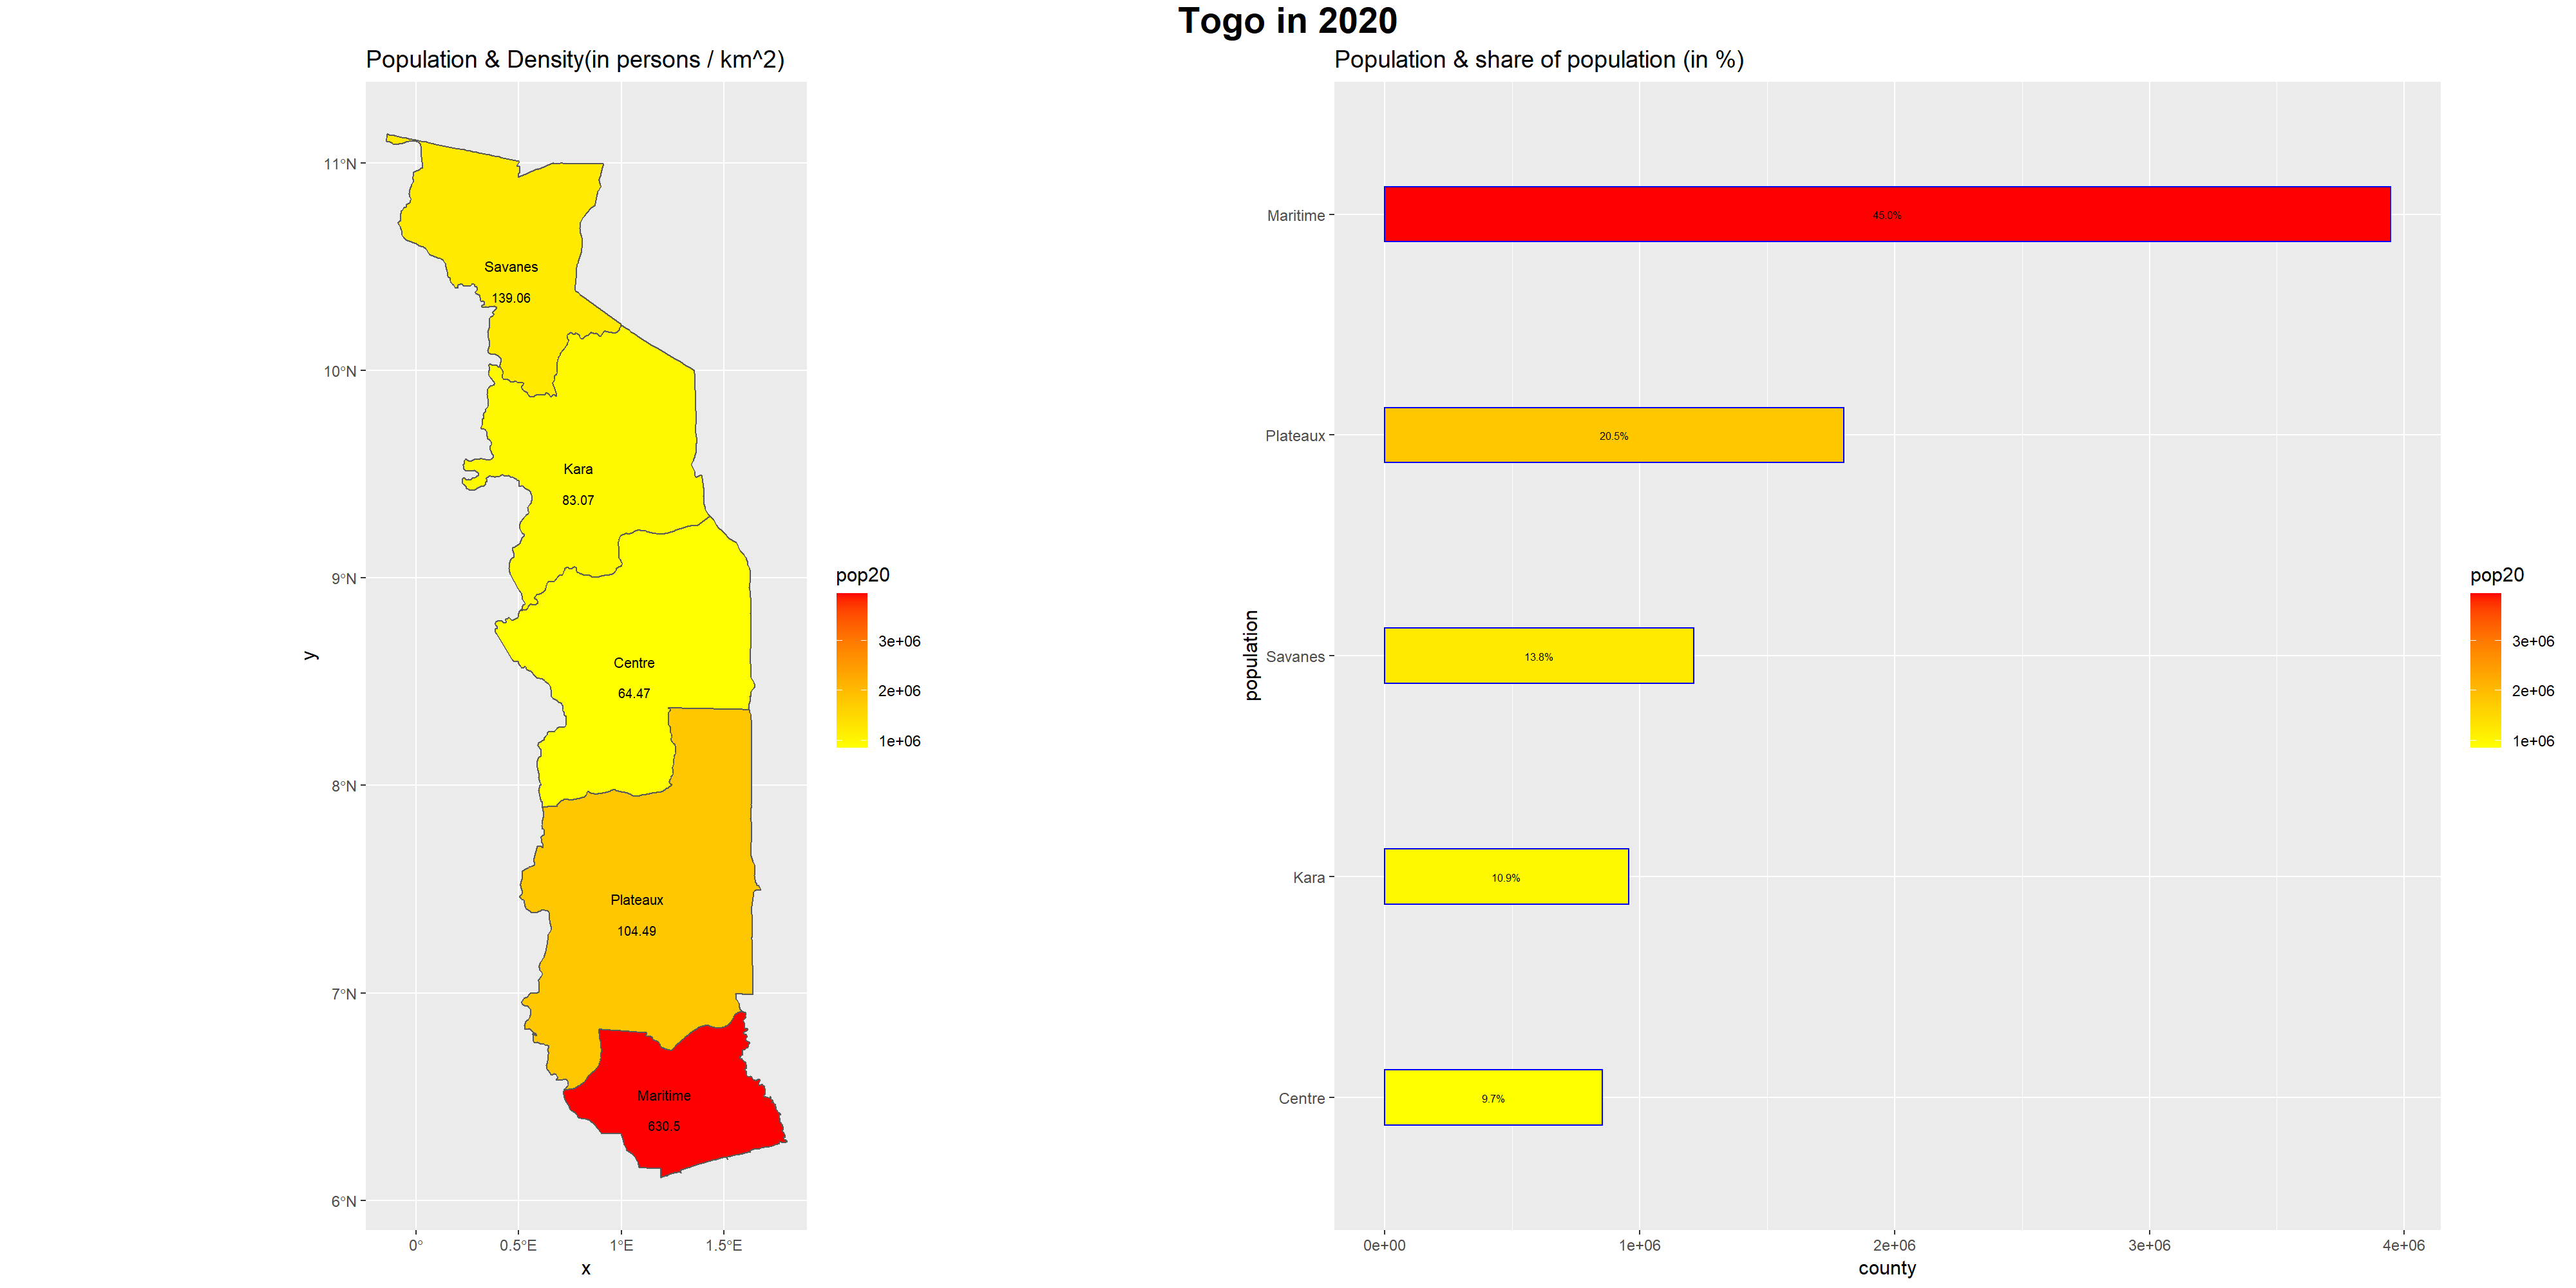 Togo in 2020
Population & Density(in persons / km^2)
11°N
10°N
9°N
8°N
7°N
6°N
y
Savanes
139.06
Kara
83.07
Centre
64.47
Plateaux
104.49
Maritime
630.5
0°
0.5°E
1°E
1.5°E
x
pop20
3e+06
2e+06
1e+06
Population & share of population (in %)
population
Maritime
45.0%
Plateaux
20.5%
Savanes
13.8%
Kara
10.9%
Centre
9.7%
0e+00
1e+06
2e+06
3e+06
4e+06
county
pop20
3e+06
2e+06
1e+06